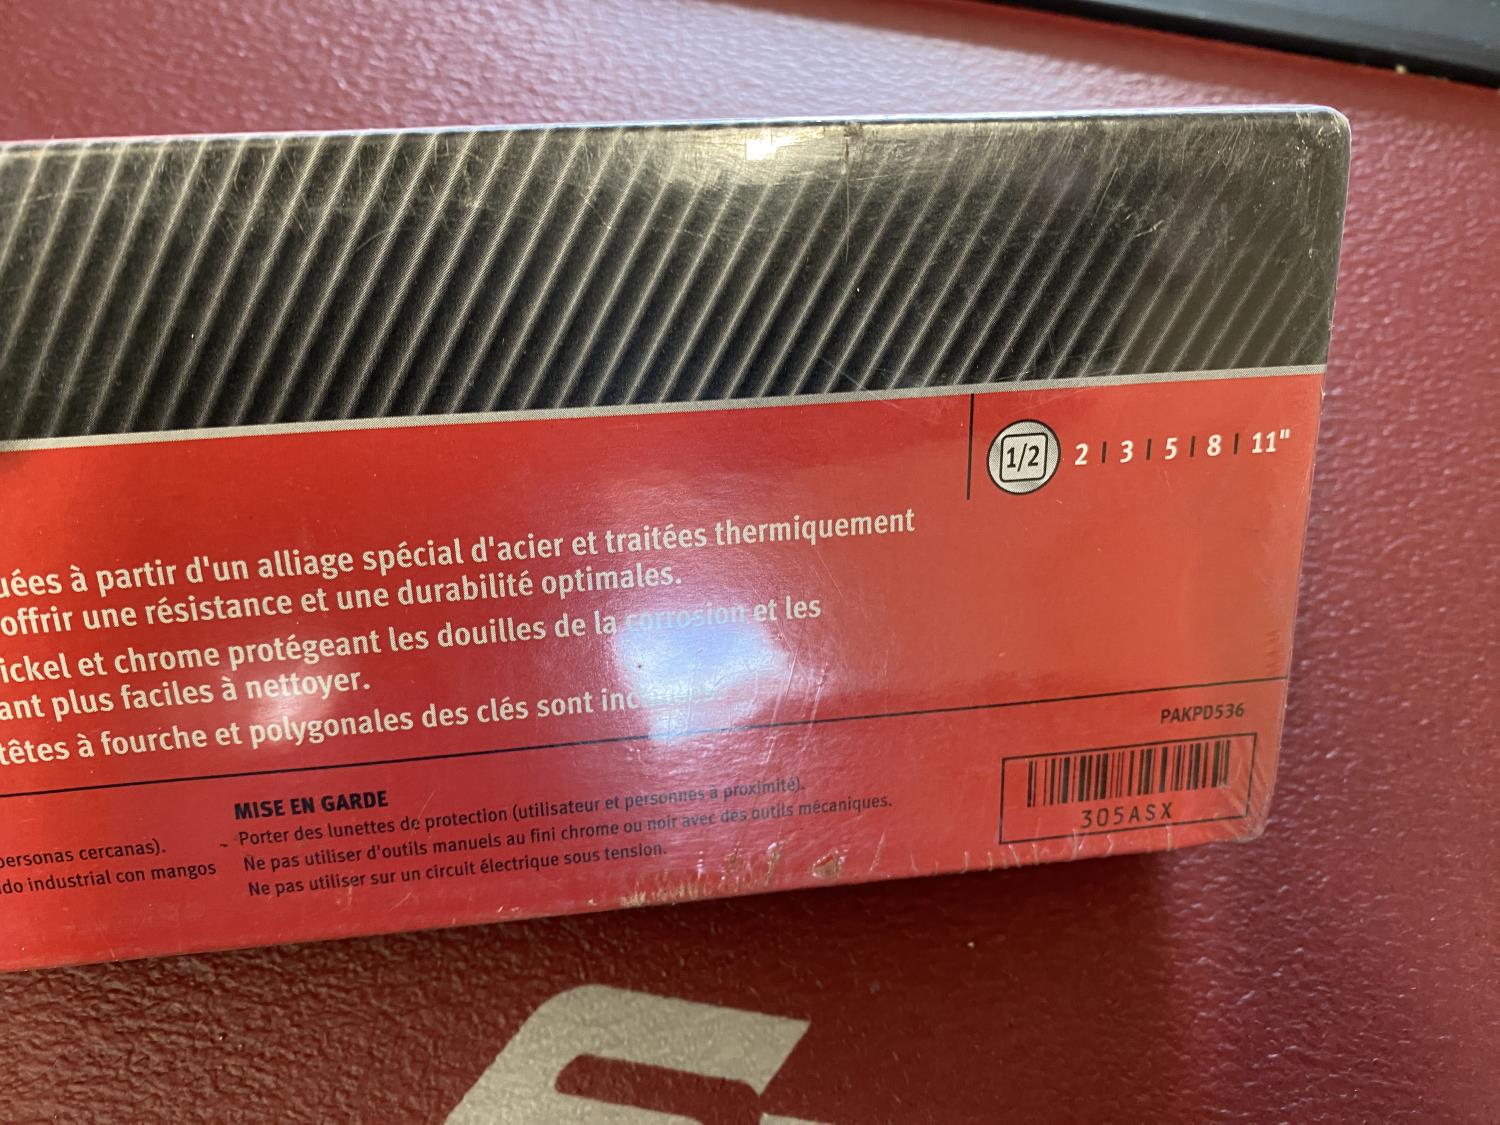 1/2 2 | 3 | 5 | 8 | 11"
uées à partir d'un alliage spécial d'acier et traitées thermiquement
offrir une résistance et une durabilité optimales.
ickel et chrome protégeant les douilles de la corrosion et les
ant plus faciles à nettoyer.
têtes à fourche et polygonales des clés sont
PAKPD536
305ASX
personas cercanas).
do industrial con mangos
MISE EN GARDE
Porter des lunettes de protection (utilisateur et personnes à proximité).
Ne pas utiliser d'outils manuels au fini chrome ou noir avec des outils mécaniques.
Ne pas utiliser sur un circuit électrique sous tension.